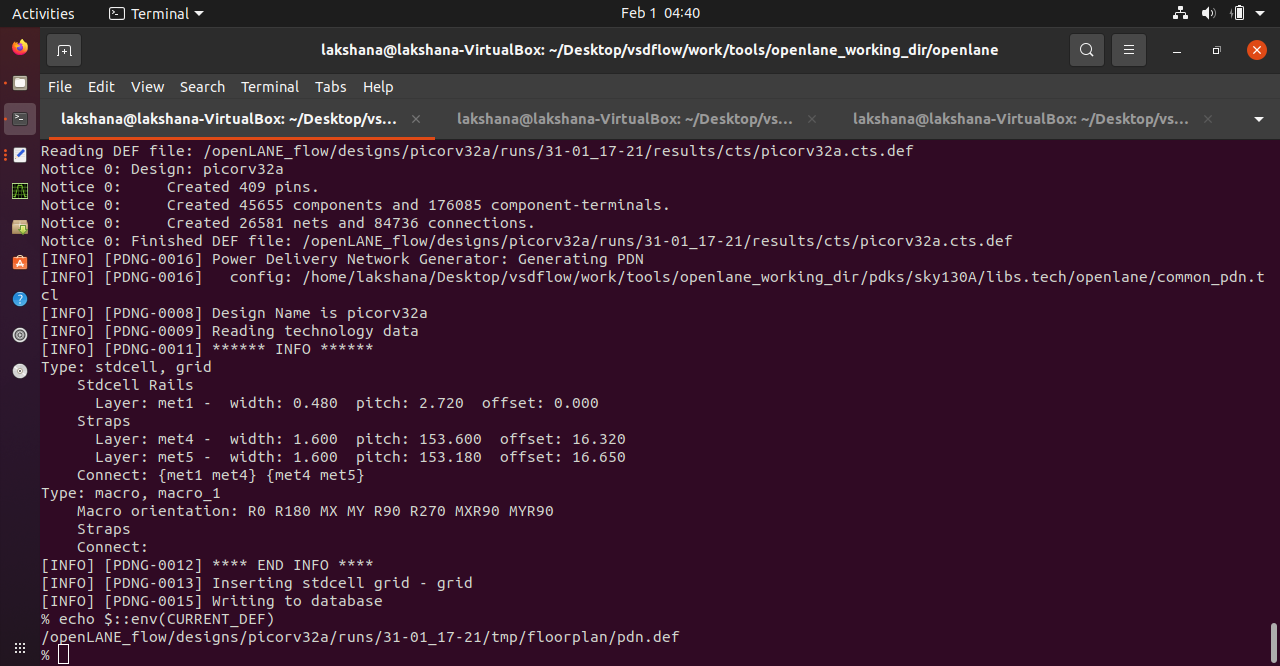 Activities Terminal Feb 1 04:40
lakshana@lakshana-VirtualBox: ~/Desktop/vsdflow/work/tools/openlane_working_dir/openlane
File Edit View Search Terminal Tabs Help
lakshana@lakshana-VirtualBox: ~/Desktop/vs... lakshana@lakshana-VirtualBox: ~/Desktop/vs... lakshana@lakshana-VirtualBox: ~/Desktop/vs...
Reading DEF file: /openLANE_flow/designs/picorv32a/runs/31-01_17-21/results/cts/picorv32a.cts.def
Notice 0: Design: picorv32a
Notice 0:     Created 409 pins.
Notice 0:     Created 45655 components and 176085 component-terminals.
Notice 0:     Created 26581 nets and 84736 connections.
Notice 0: Finished DEF file: /openLANE_flow/designs/picorv32a/runs/31-01_17-21/results/cts/picorv32a.cts.def
[INFO] [PDNG-0016] Power Delivery Network Generator: Generating PDN
[INFO] [PDNG-0016]   config: /home/lakshana/Desktop/vsdflow/work/tools/openlane_working_dir/pdks/sky130A/libs.tech/openlane/common_pdn.t
cl
[INFO] [PDNG-0008] Design Name is picorv32a
[INFO] [PDNG-0009] Reading technology data
[INFO] [PDNG-0011] ****** INFO ******
Type: stdcell, grid
    Stdcell Rails
      Layer: met1 -  width: 0.480  pitch: 2.720  offset: 0.000
    Straps
      Layer: met4 -  width: 1.600  pitch: 153.600  offset: 16.320
      Layer: met5 -  width: 1.600  pitch: 153.180  offset: 16.650
    Connect: {met1 met4} {met4 met5}
Type: macro, macro_1
    Macro orientation: R0 R180 MX MY R90 R270 MXR90 MYR90
    Straps
    Connect:
[INFO] [PDNG-0012] **** END INFO ****
[INFO] [PDNG-0013] Inserting stdcell grid - grid
[INFO] [PDNG-0015] Writing to database
% echo $::env(CURRENT_DEF)
/openLANE_flow/designs/picorv32a/runs/31-01_17-21/tmp/floorplan/pdn.def
%